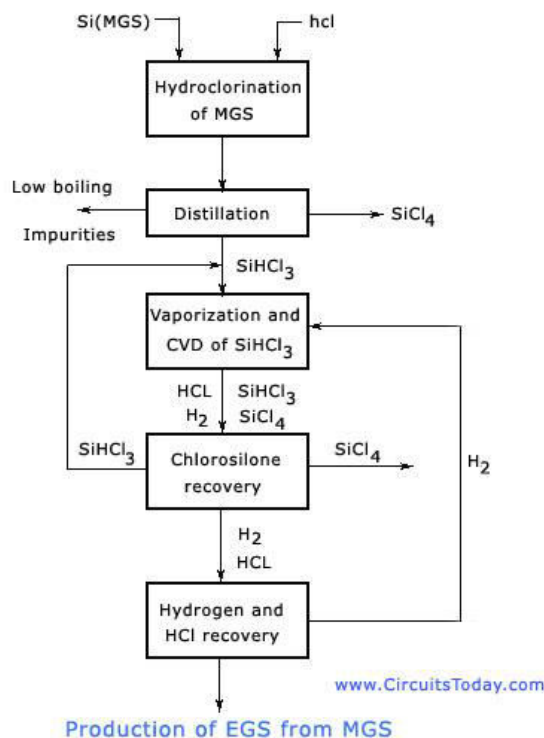 Si(MGS)
hcl
Hydroclorination
of MGS
Low boiling
Impurities
Distillation
SiCl4
SiHCl3
Vaporization and
CVD of SiHCl3
HCL SiHCl3
H2 SiCl4
SiHCl3
Chlorosilone
recovery
SiCl4
H2
H2
HCL
Hydrogen and
HCl recovery
www.CircuitsToday.com
Production of EGS from MGS